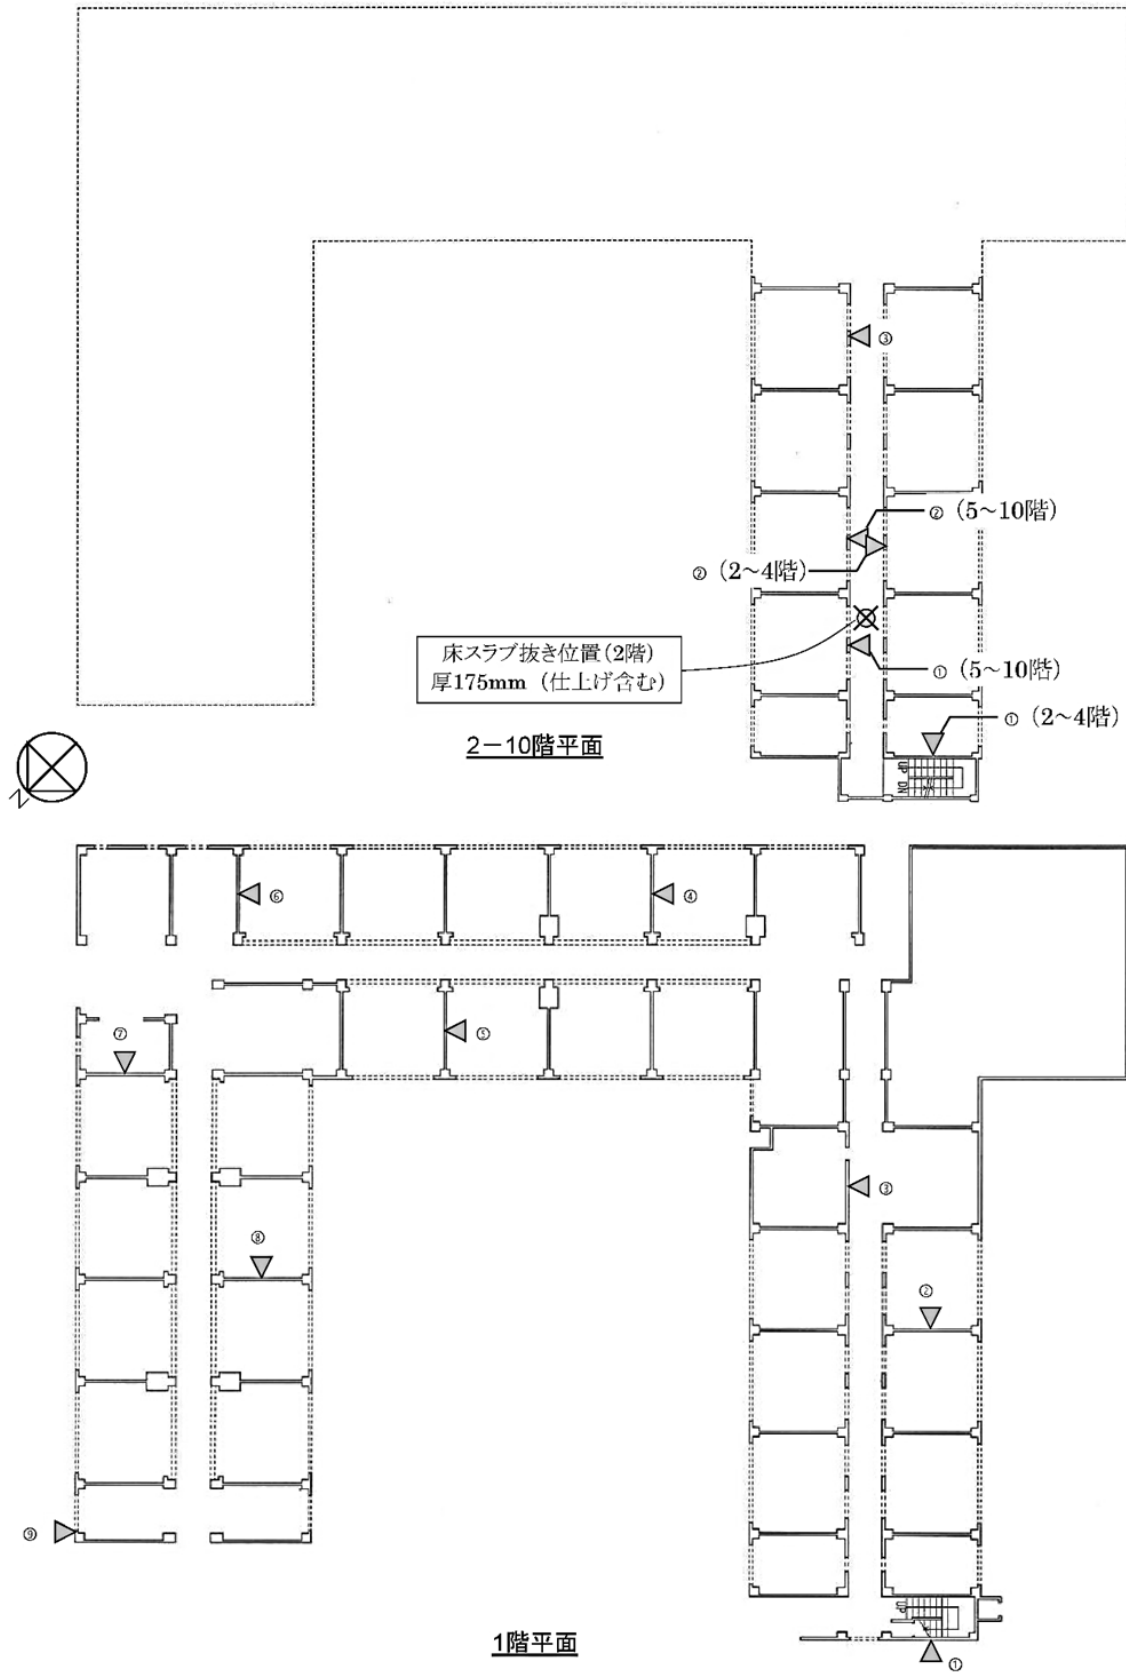 ③
② (5～10階)
② (2～4階)
床スラブ抜き位置(2階)
厚175mm (仕上げ含む)
① (5～10階)
① (2～4階)
2－10階平面
UP
DN
N
⑥
④
⑦
⑤
③
⑧
②
⑨
UP
1階平面
①